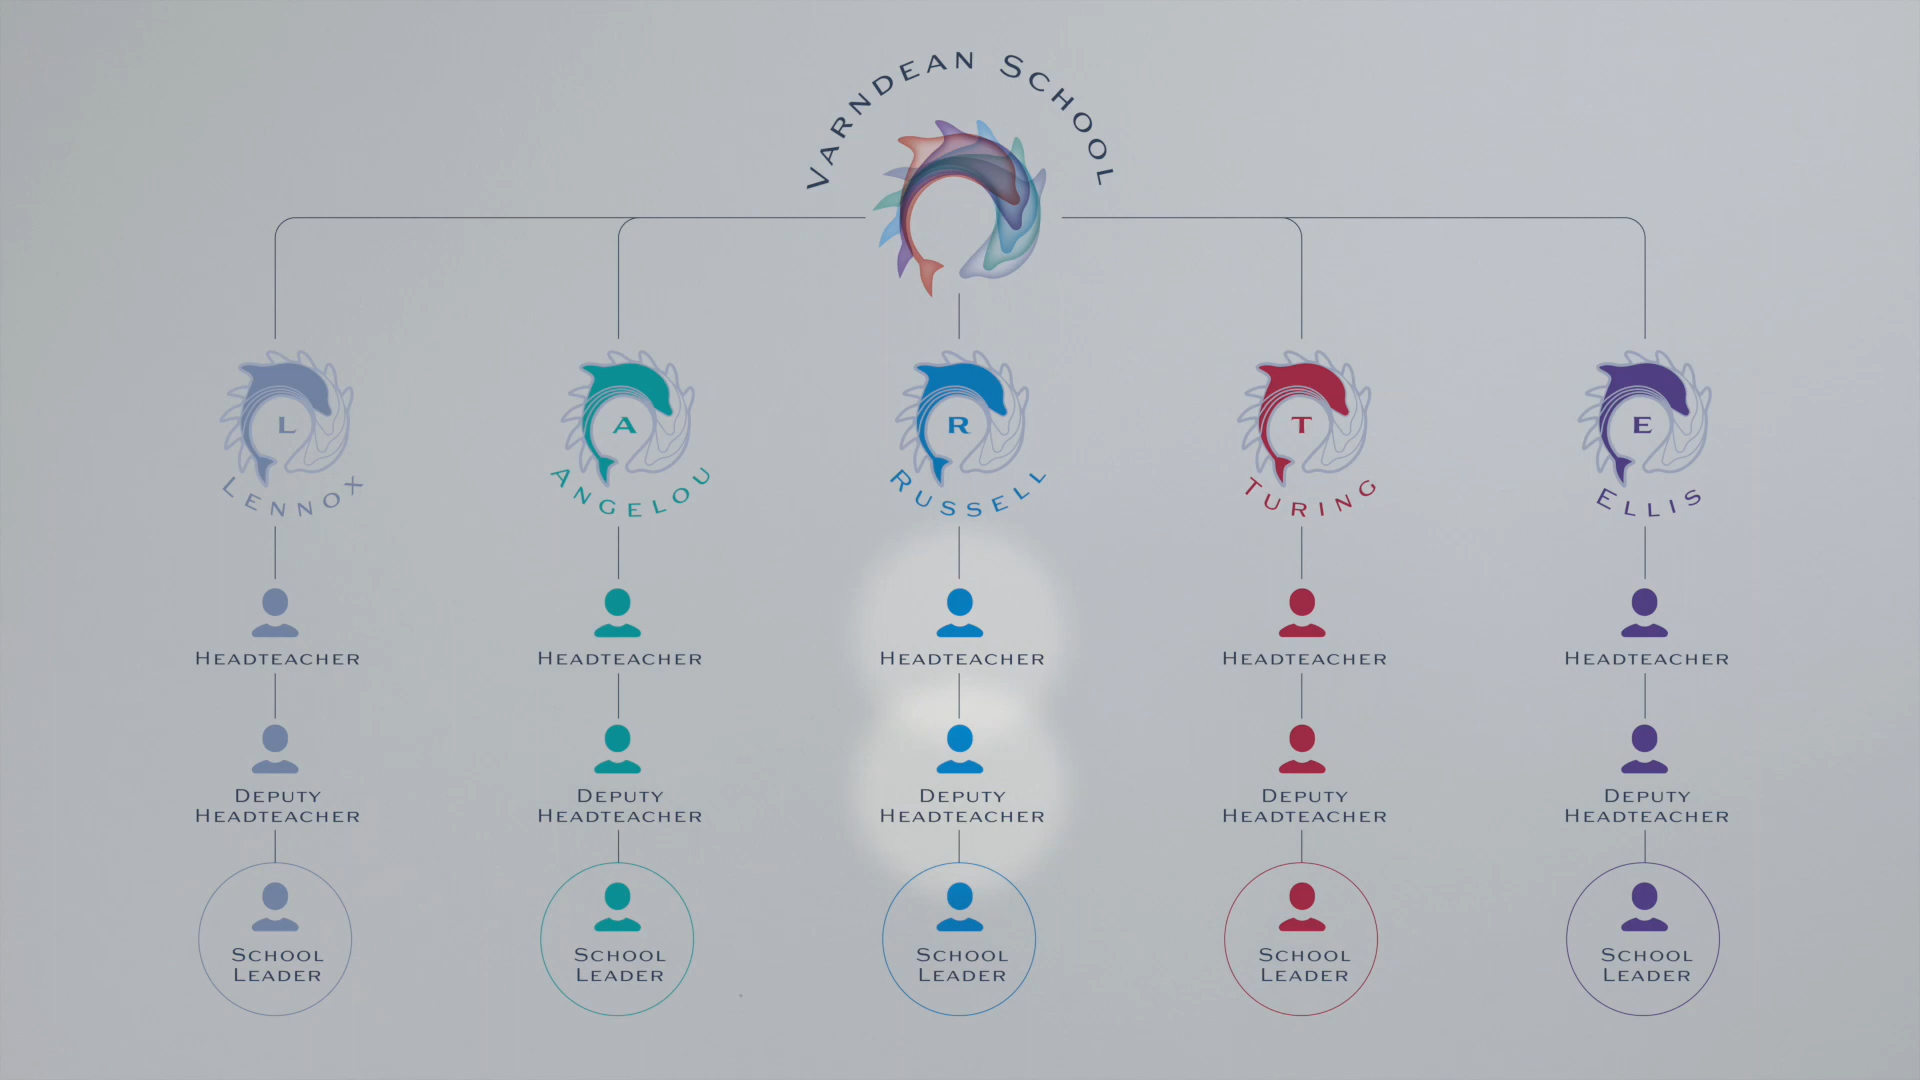 Varndean School
L
A
R
T
E
Lennox
Angelou
Russell
Turing
Ellis
Headteacher
Headteacher
Headteacher
Headteacher
Headteacher
Deputy
Headteacher
Deputy
Headteacher
Deputy
Headteacher
Deputy
Headteacher
Deputy
Headteacher
School
Leader
School
Leader
School
Leader
School
Leader
School
Leader